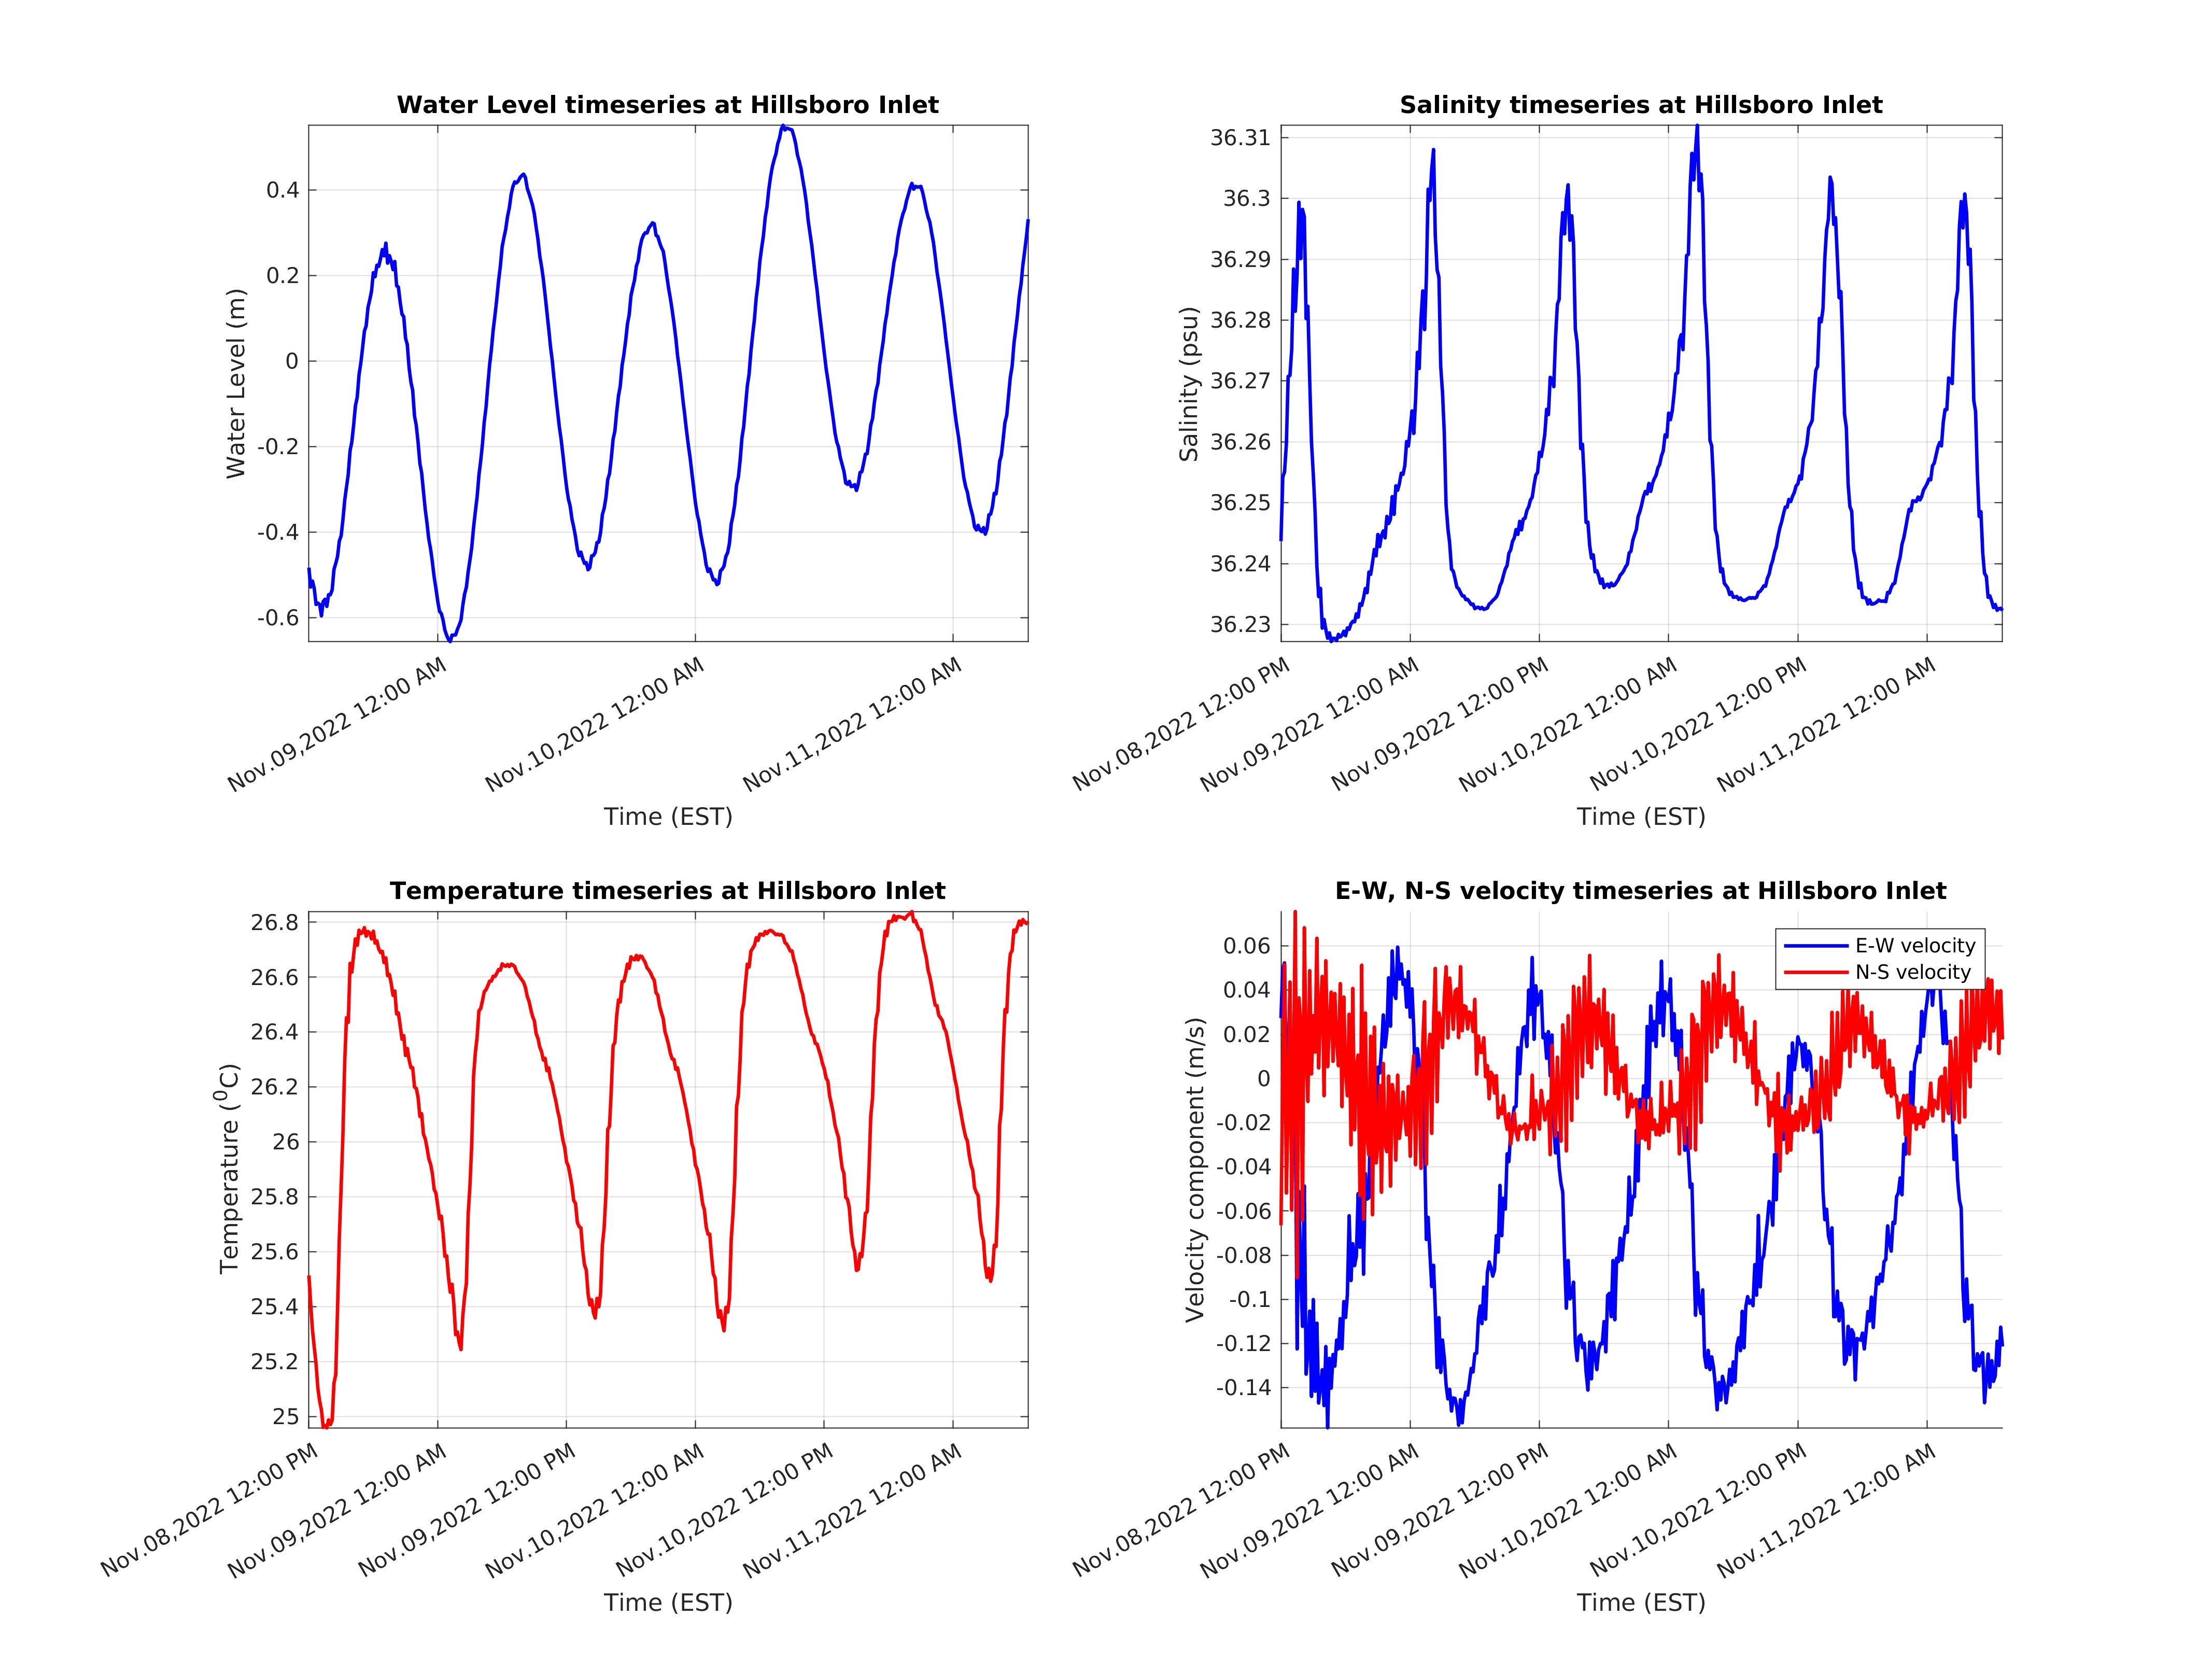 Water Level timeseries at Hillsboro Inlet
Water Level (m)
0.4
0.2
0
-0.2
-0.4
-0.6
Nov.09,2022 12:00 AM
Nov.10,2022 12:00 AM
Nov.11,2022 12:00 AM
Time (EST)
Salinity timeseries at Hillsboro Inlet
Salinity (psu)
36.31
36.3
36.29
36.28
36.27
36.26
36.25
36.24
36.23
Nov.08,2022 12:00 PM
Nov.09,2022 12:00 AM
Nov.09,2022 12:00 PM
Nov.10,2022 12:00 AM
Nov.10,2022 12:00 PM
Nov.11,2022 12:00 AM
Time (EST)
Temperature timeseries at Hillsboro Inlet
Temperature (⁰C)
26.8
26.6
26.4
26.2
26
25.8
25.6
25.4
25.2
25
Nov.08,2022 12:00 PM
Nov.09,2022 12:00 AM
Nov.09,2022 12:00 PM
Nov.10,2022 12:00 AM
Nov.10,2022 12:00 PM
Nov.11,2022 12:00 AM
Time (EST)
E-W, N-S velocity timeseries at Hillsboro Inlet
E-W velocity
N-S velocity
Velocity component (m/s)
0.06
0.04
0.02
0
-0.02
-0.04
-0.06
-0.08
-0.1
-0.12
-0.14
Nov.08,2022 12:00 PM
Nov.09,2022 12:00 AM
Nov.09,2022 12:00 PM
Nov.10,2022 12:00 AM
Nov.10,2022 12:00 PM
Nov.11,2022 12:00 AM
Time (EST)